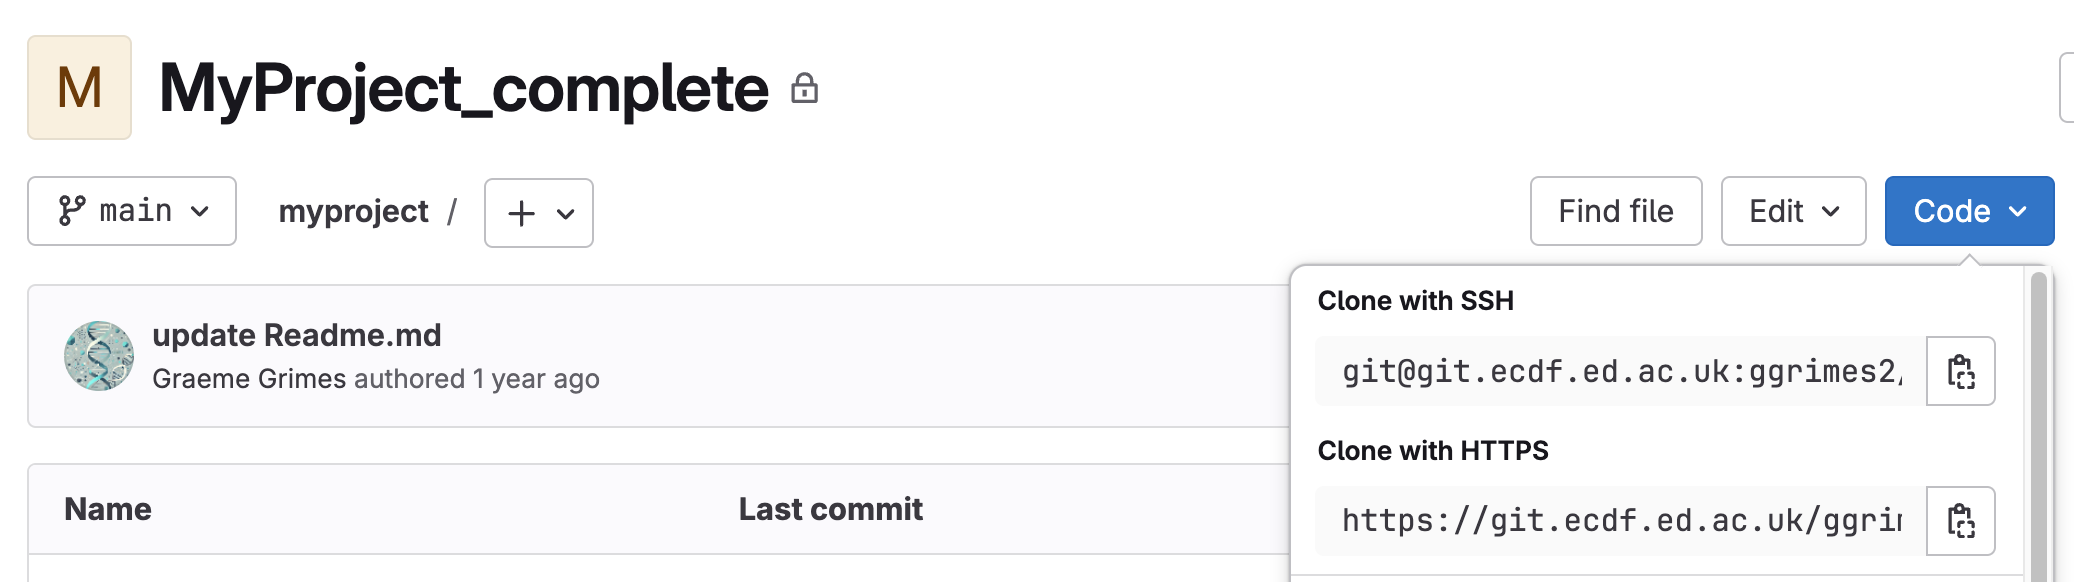 M
MyProject_complete
main
myproject /
Find file
Edit
Code
update Readme.md
Graeme Grimes authored 1 year ago
Name
Last commit
Clone with SSH
git@git.ecdf.ed.ac.uk:ggrimes2/
Clone with HTTPS
https://git.ecdf.ed.ac.uk/ggri